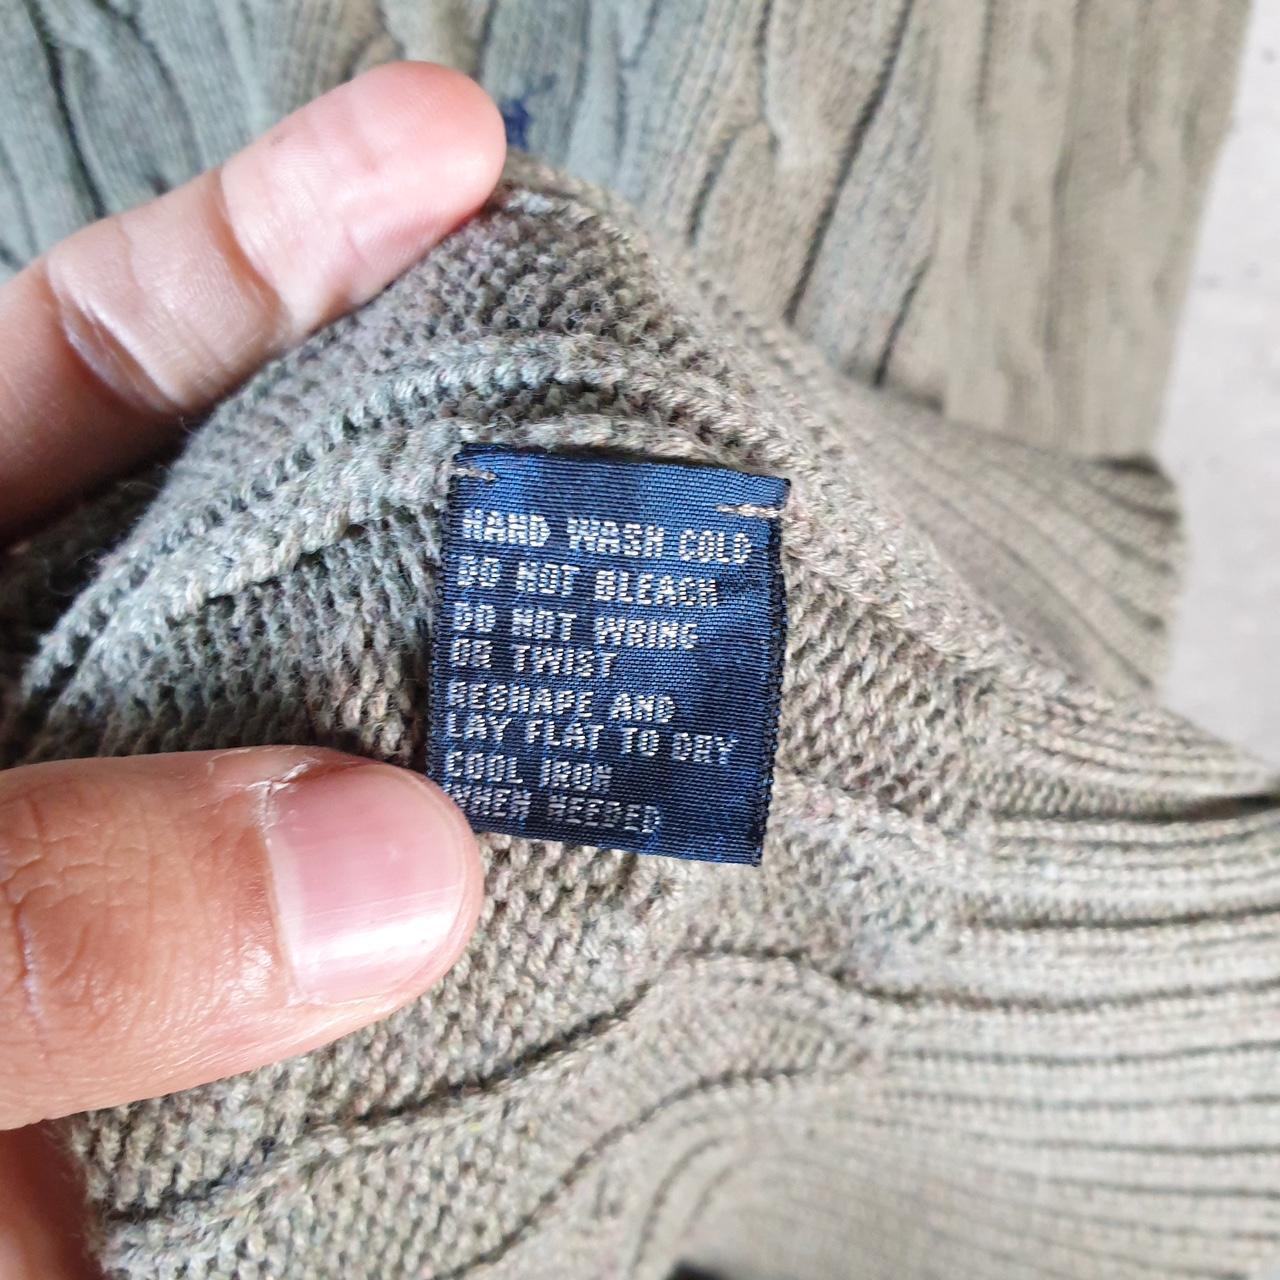 HAND WASH COLD
DO NOT BLEACH
DO NOT WRING
OR TWIST
RESHAPE AND
LAY FLAT TO DRY
COOL IRON
WHEN NEEDED